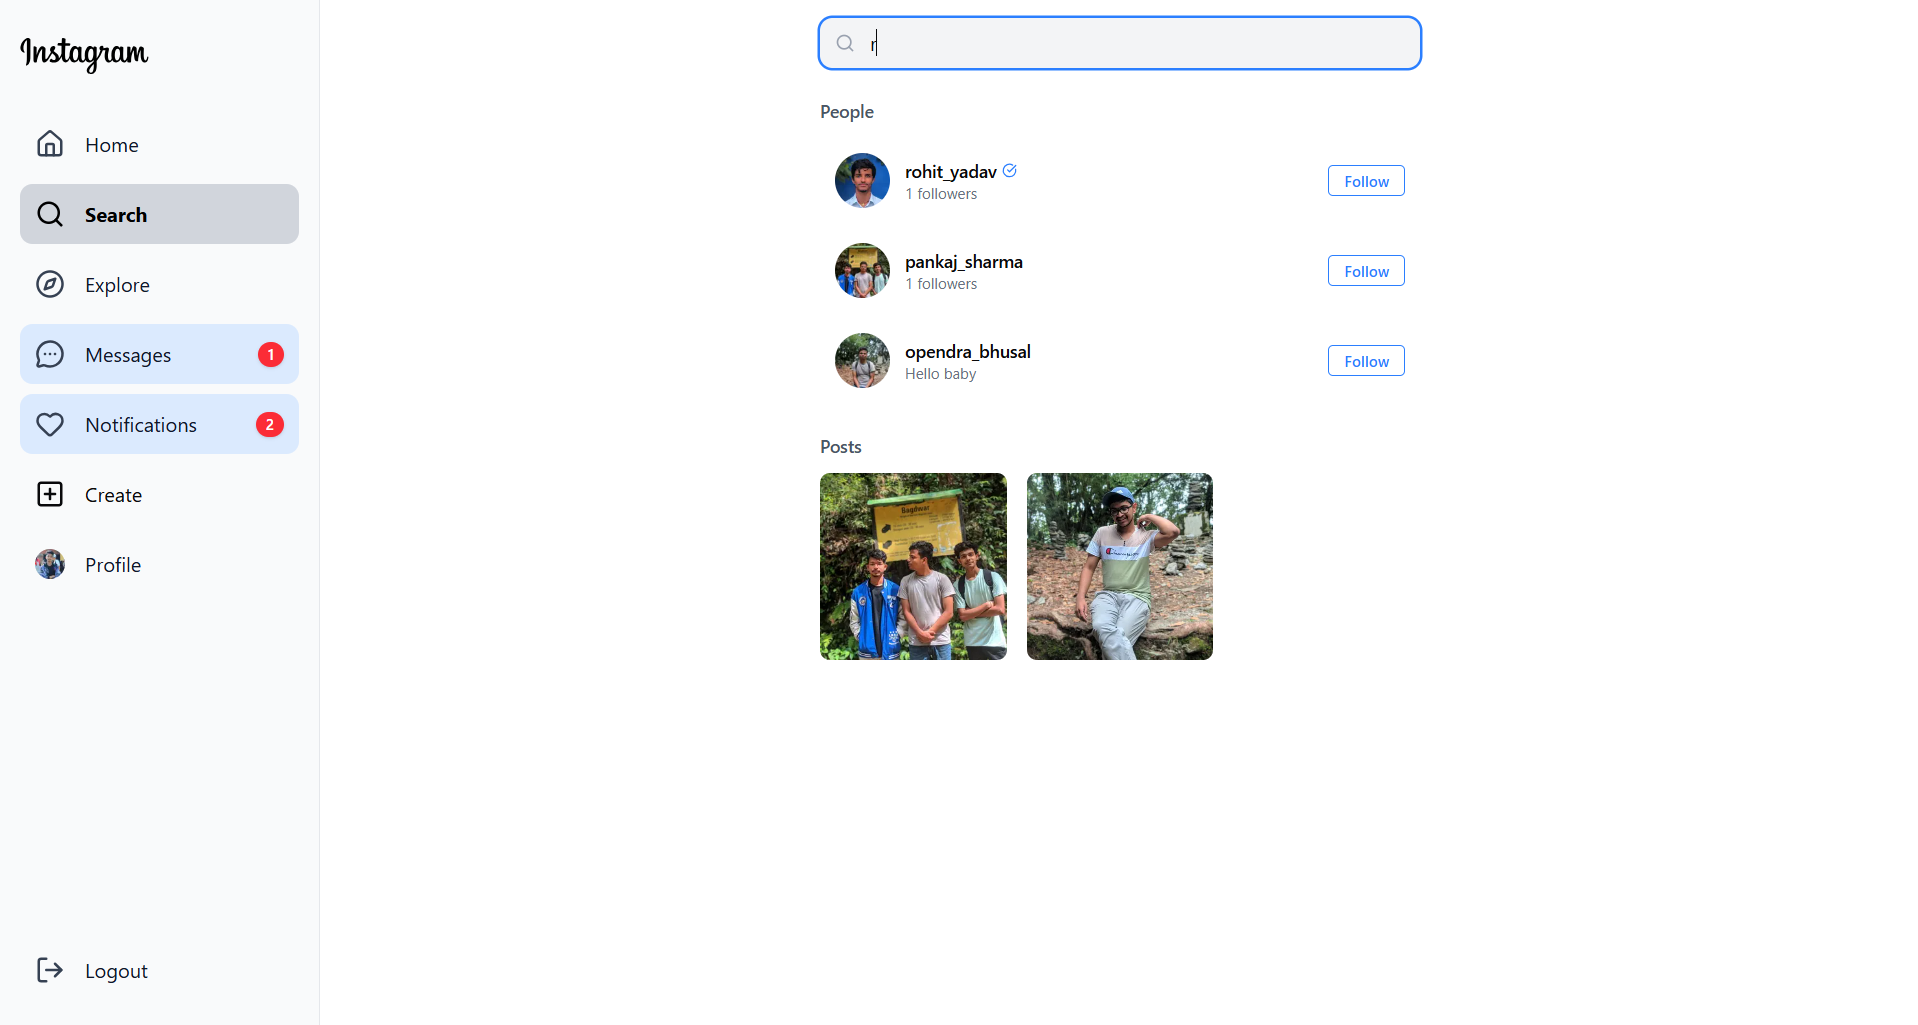 Instagram
Home
Search
Explore
Messages 1
Notifications 2
Create
Profile
Logout
r
People
rohit_yadav
1 followers
Follow
pankaj_sharma
1 followers
Follow
opendra_bhusal
Hello baby
Follow
Posts
Bagdwar